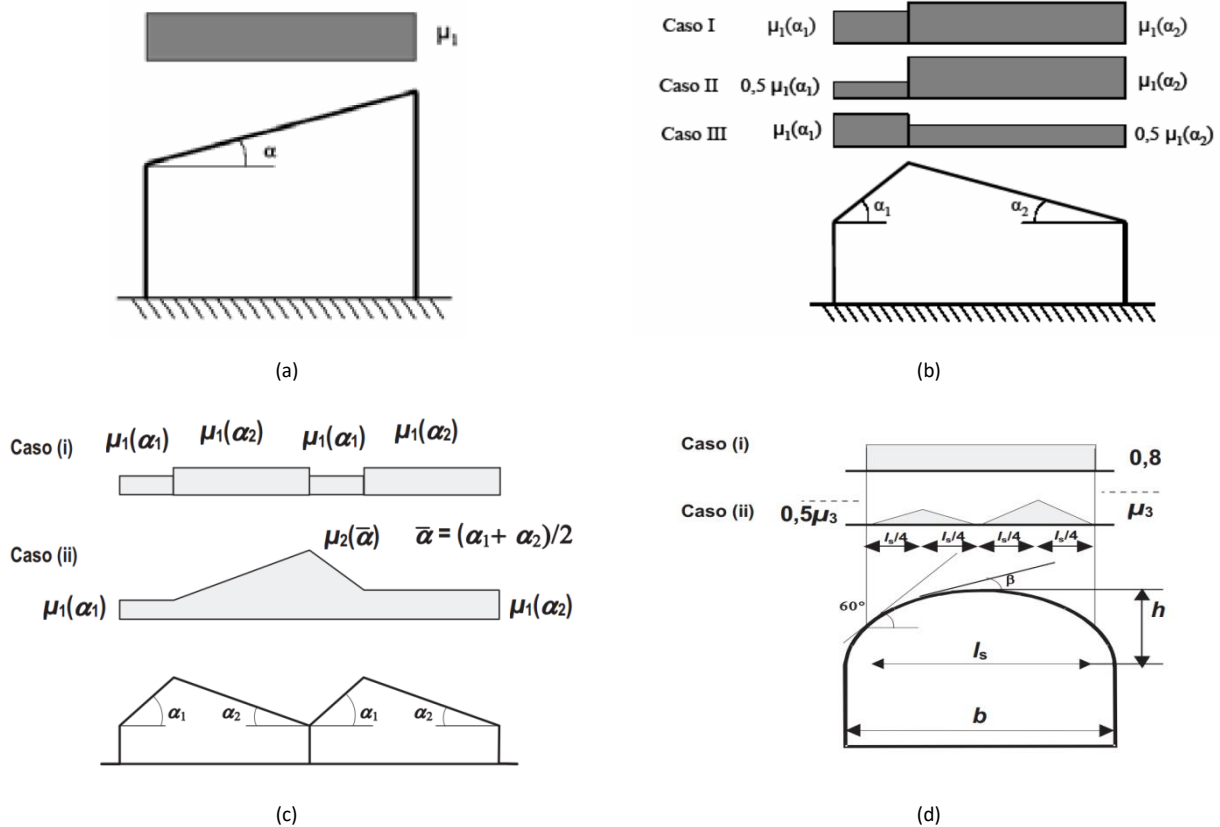 μ₁
α
(a)
Caso I μ₁(α₁) μ₁(α₂)
Caso II 0,5 μ₁(α₁) μ₁(α₂)
Caso III μ₁(α₁) 0,5 μ₁(α₂)
α₁ α₂
(b)
Caso (i) μ₁(α₁) μ₁(α₂) μ₁(α₁) μ₁(α₂)
Caso (ii) μ₂(ᾱ) ᾱ = (α₁+ α₂)/2
μ₁(α₁) μ₁(α₂)
α₁ α₂ α₁ α₂
(c)
Caso (i) 0,8
Caso (ii) 0,5μ₃ μ₃
lₛ/4 lₛ/4 lₛ/4 lₛ/4
β
60°
h
lₛ
b
(d)